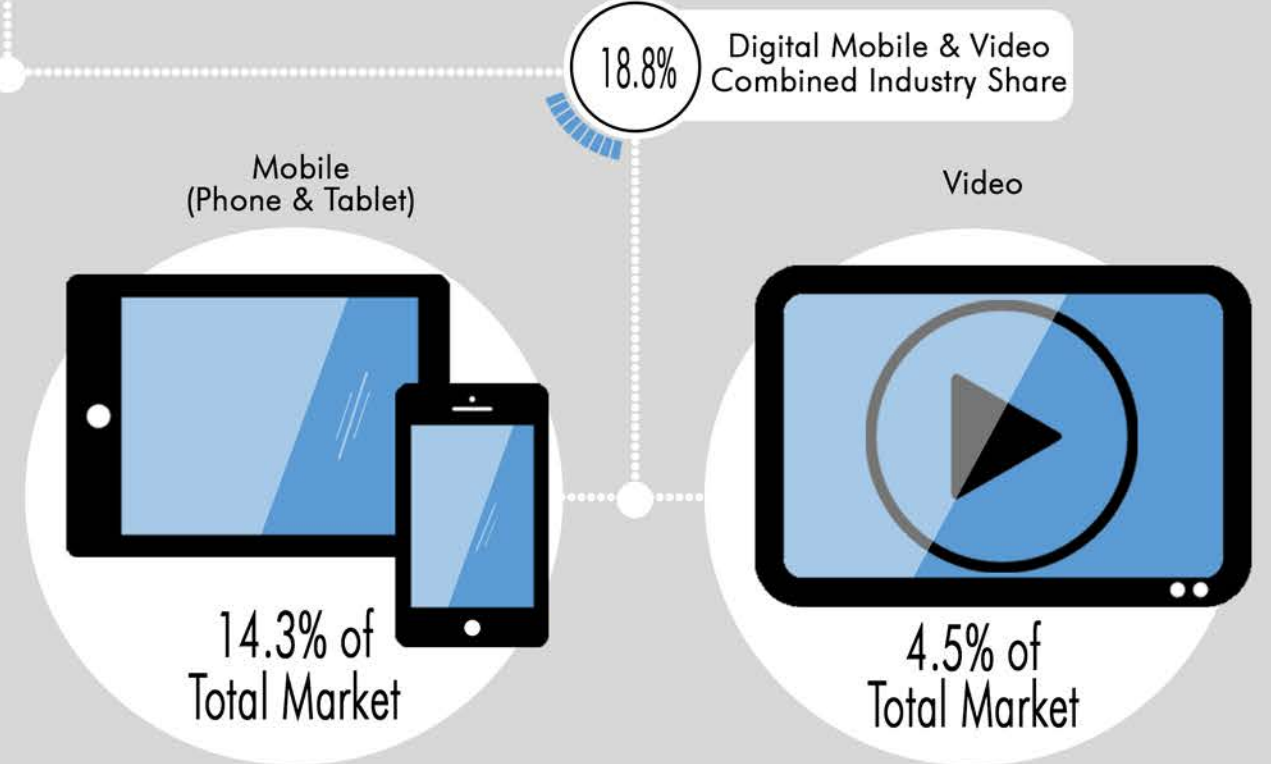 18.8%
Digital Mobile & Video
Combined Industry Share
Mobile
(Phone & Tablet)
Video
14.3% of
Total Market
4.5% of
Total Market